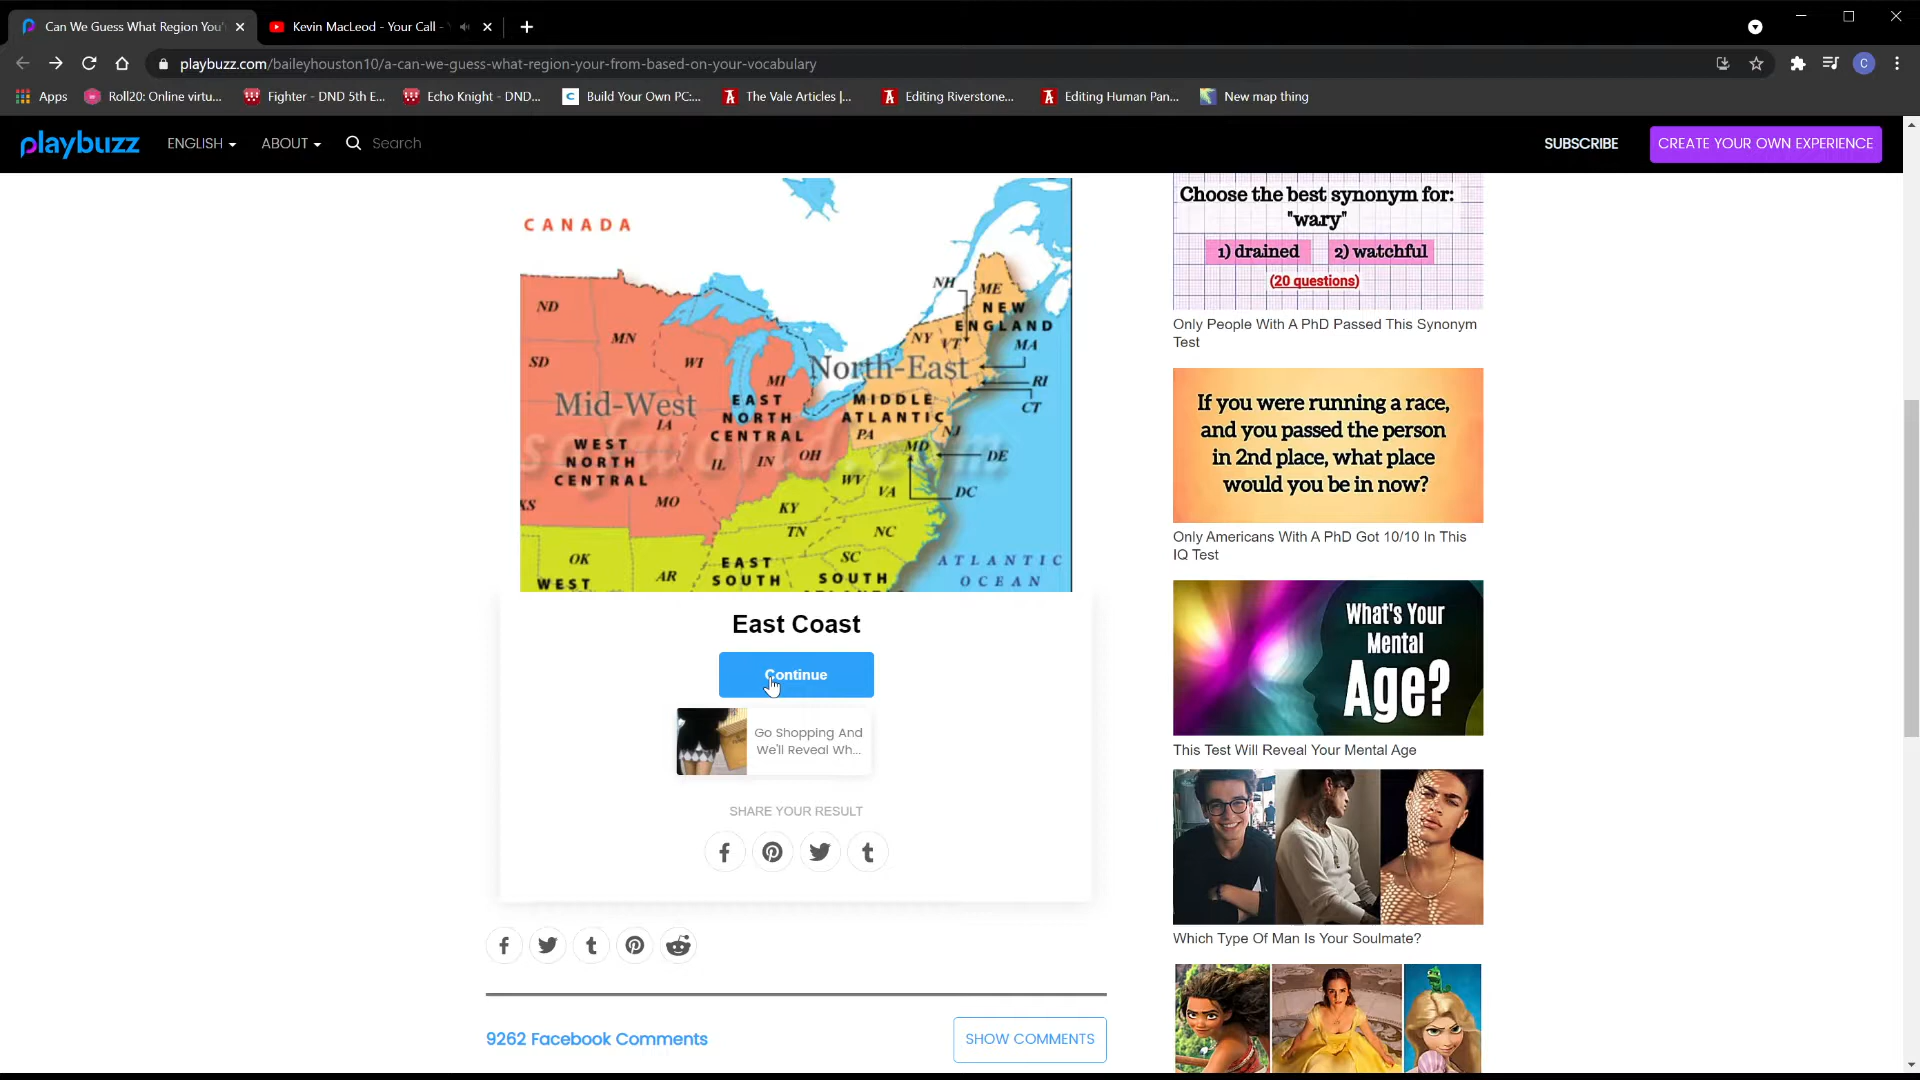 Can We Guess What Region You'
Kevin MacLeod - Your Call -
playbuzz.com/baileyhouston10/a-can-we-guess-what-region-your-from-based-on-your-vocabulary
C
Apps
Roll20: Online virtu...
Fighter - DND 5th E...
Echo Knight - DND...
Build Your Own PC:...
The Vale Articles |...
Editing Riverstone...
Editing Human Pan...
New map thing
playbuzz
ENGLISH
ABOUT
Search
SUBSCRIBE
CREATE YOUR OWN EXPERIENCE
CANADA
NH
ME
ND
NEW
ENGLAND
MN
NY
VT
MA
SD
WI
North-East
MI
RI
Mid-West
EAST
NORTH
CENTRAL
MIDDLE
ATLANTIC
CT
IA
PA
NJ
WEST
NORTH
CENTRAL
MD
DE
IL
IN
OH
WV
VA
DC
KS
MO
KY
TN
NC
OK
EAST
SOUTH
SC
ATLANTIC
OCEAN
WEST
AR
SOUTH
East Coast
Continue
Go Shopping And
We'll Reveal Wh...
SHARE YOUR RESULT
9262 Facebook Comments
SHOW COMMENTS
Choose the best synonym for:
"wary"
1) drained
2) watchful
(20 questions)
Only People With A PhD Passed This Synonym
Test
If you were running a race,
and you passed the person
in 2nd place, what place
would you be in now?
Only Americans With A PhD Got 10/10 In This
IQ Test
What's Your
Mental
Age?
This Test Will Reveal Your Mental Age
Which Type Of Man Is Your Soulmate?